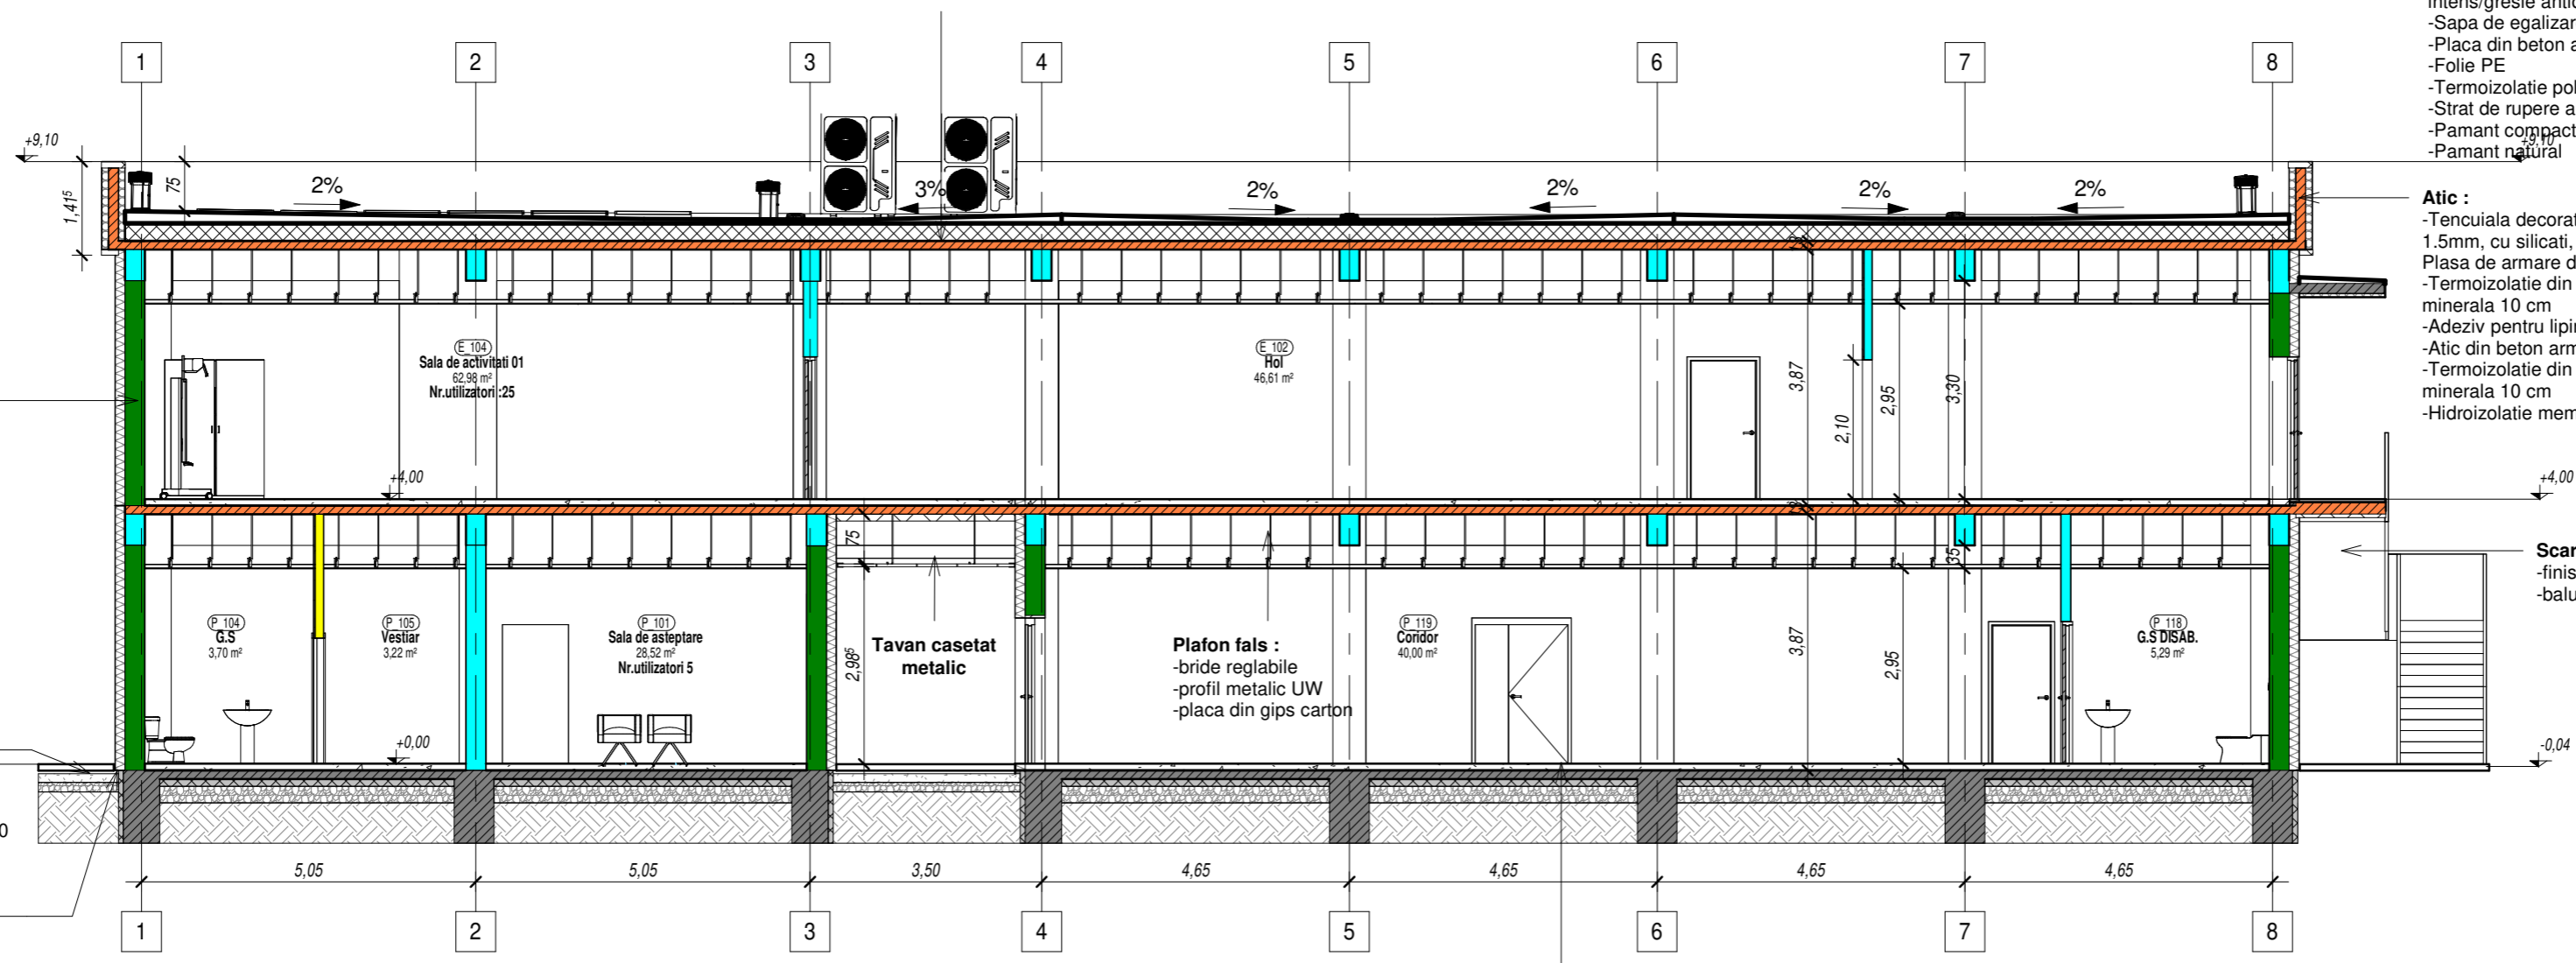 intens/gresie antid
-Sapa de egalizar
-Placa din beton a
-Folie PE
-Termoizolatie pol
-Strat de rupere a
-Pamant compact
-Pamant natural
1
2
3
4
5
6
7
8
+9,10
+9,10
1,41⁵
75
2%
3%
2%
2%
2%
2%
Atic :
-Tencuiala decorat
1.5mm, cu silicati,
Plasa de armare d
-Termoizolatie din
minerala 10 cm
-Adeziv pentru lipir
-Atic din beton arm
-Termoizolatie din
minerala 10 cm
-Hidroizolatie mem
13
E_104
Sala de activitati 01
62,98 m²
Nr.utilizatori :25
E_102
Hol
46,61 m²
3,87
2,10
2,95
3,30
+4,00
+4,00
13
75
35
Scar
-finis
-balu
P_104
G.S
3,70 m²
P_105
Vestiar
3,22 m²
P_101
Sala de asteptare
28,52 m²
Nr.utilizatori 5
2,98⁵
Tavan casetat
metalic
Plafon fals :
-bride reglabile
-profil metalic UW
-placa din gips carton
P_119
Coridor
40,00 m²
3,87
2,95
P_118
G.S DISAB.
5,29 m²
+0,00
-0,04
0
5,05
5,05
3,50
4,65
4,65
4,65
4,65
1
2
3
4
5
6
7
8